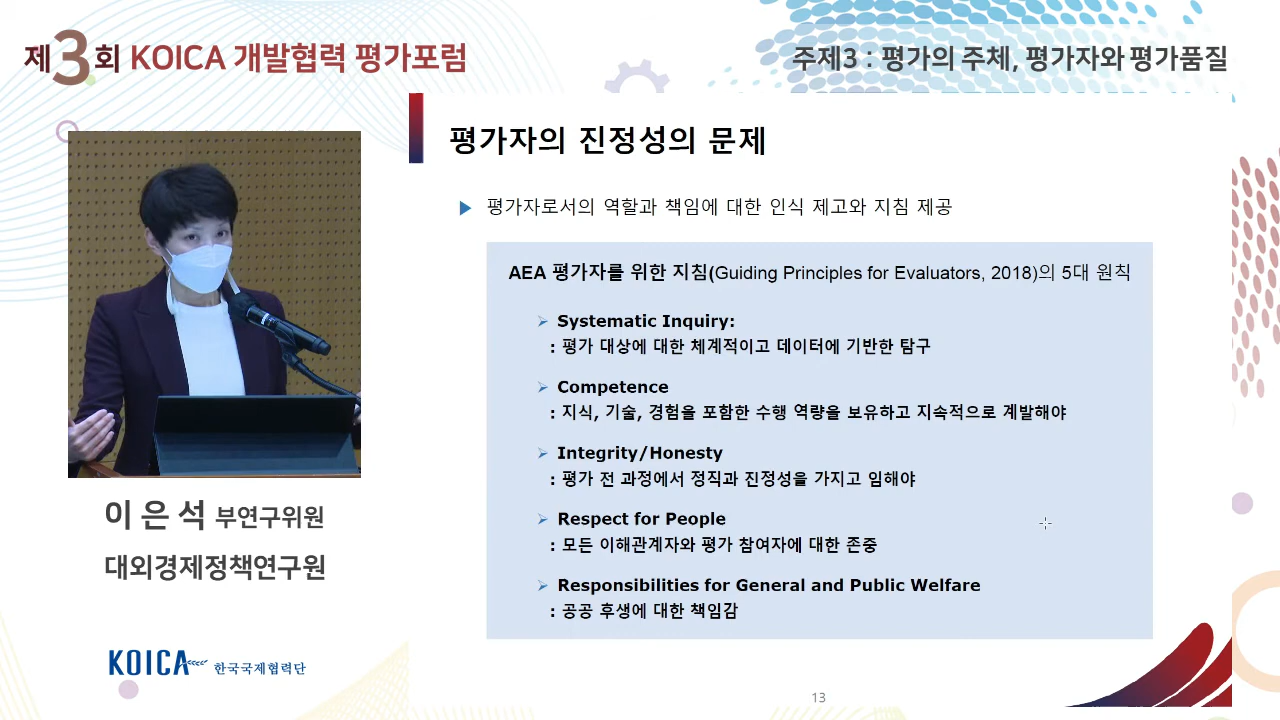 제3회 KOICA 개발협력 평가포럼
주제3 : 평가의 주체, 평가자와 평가품질
평가자의 진정성의 문제
평가자로서의 역할과 책임에 대한 인식 제고와 지침 제공
AEA 평가자를 위한 지침(Guiding Principles for Evaluators, 2018)의 5대 원칙
Systematic Inquiry:
: 평가 대상에 대한 체계적이고 데이터에 기반한 탐구
Competence
: 지식, 기술, 경험을 포함한 수행 역량을 보유하고 지속적으로 계발해야
Integrity/Honesty
: 평가 전 과정에서 정직과 진정성을 가지고 임해야
Respect for People
: 모든 이해관계자와 평가 참여자에 대한 존중
Responsibilities for General and Public Welfare
: 공공 후생에 대한 책임감
13
이 은 석 부연구위원
대외경제정책연구원
KOICA 한국국제협력단